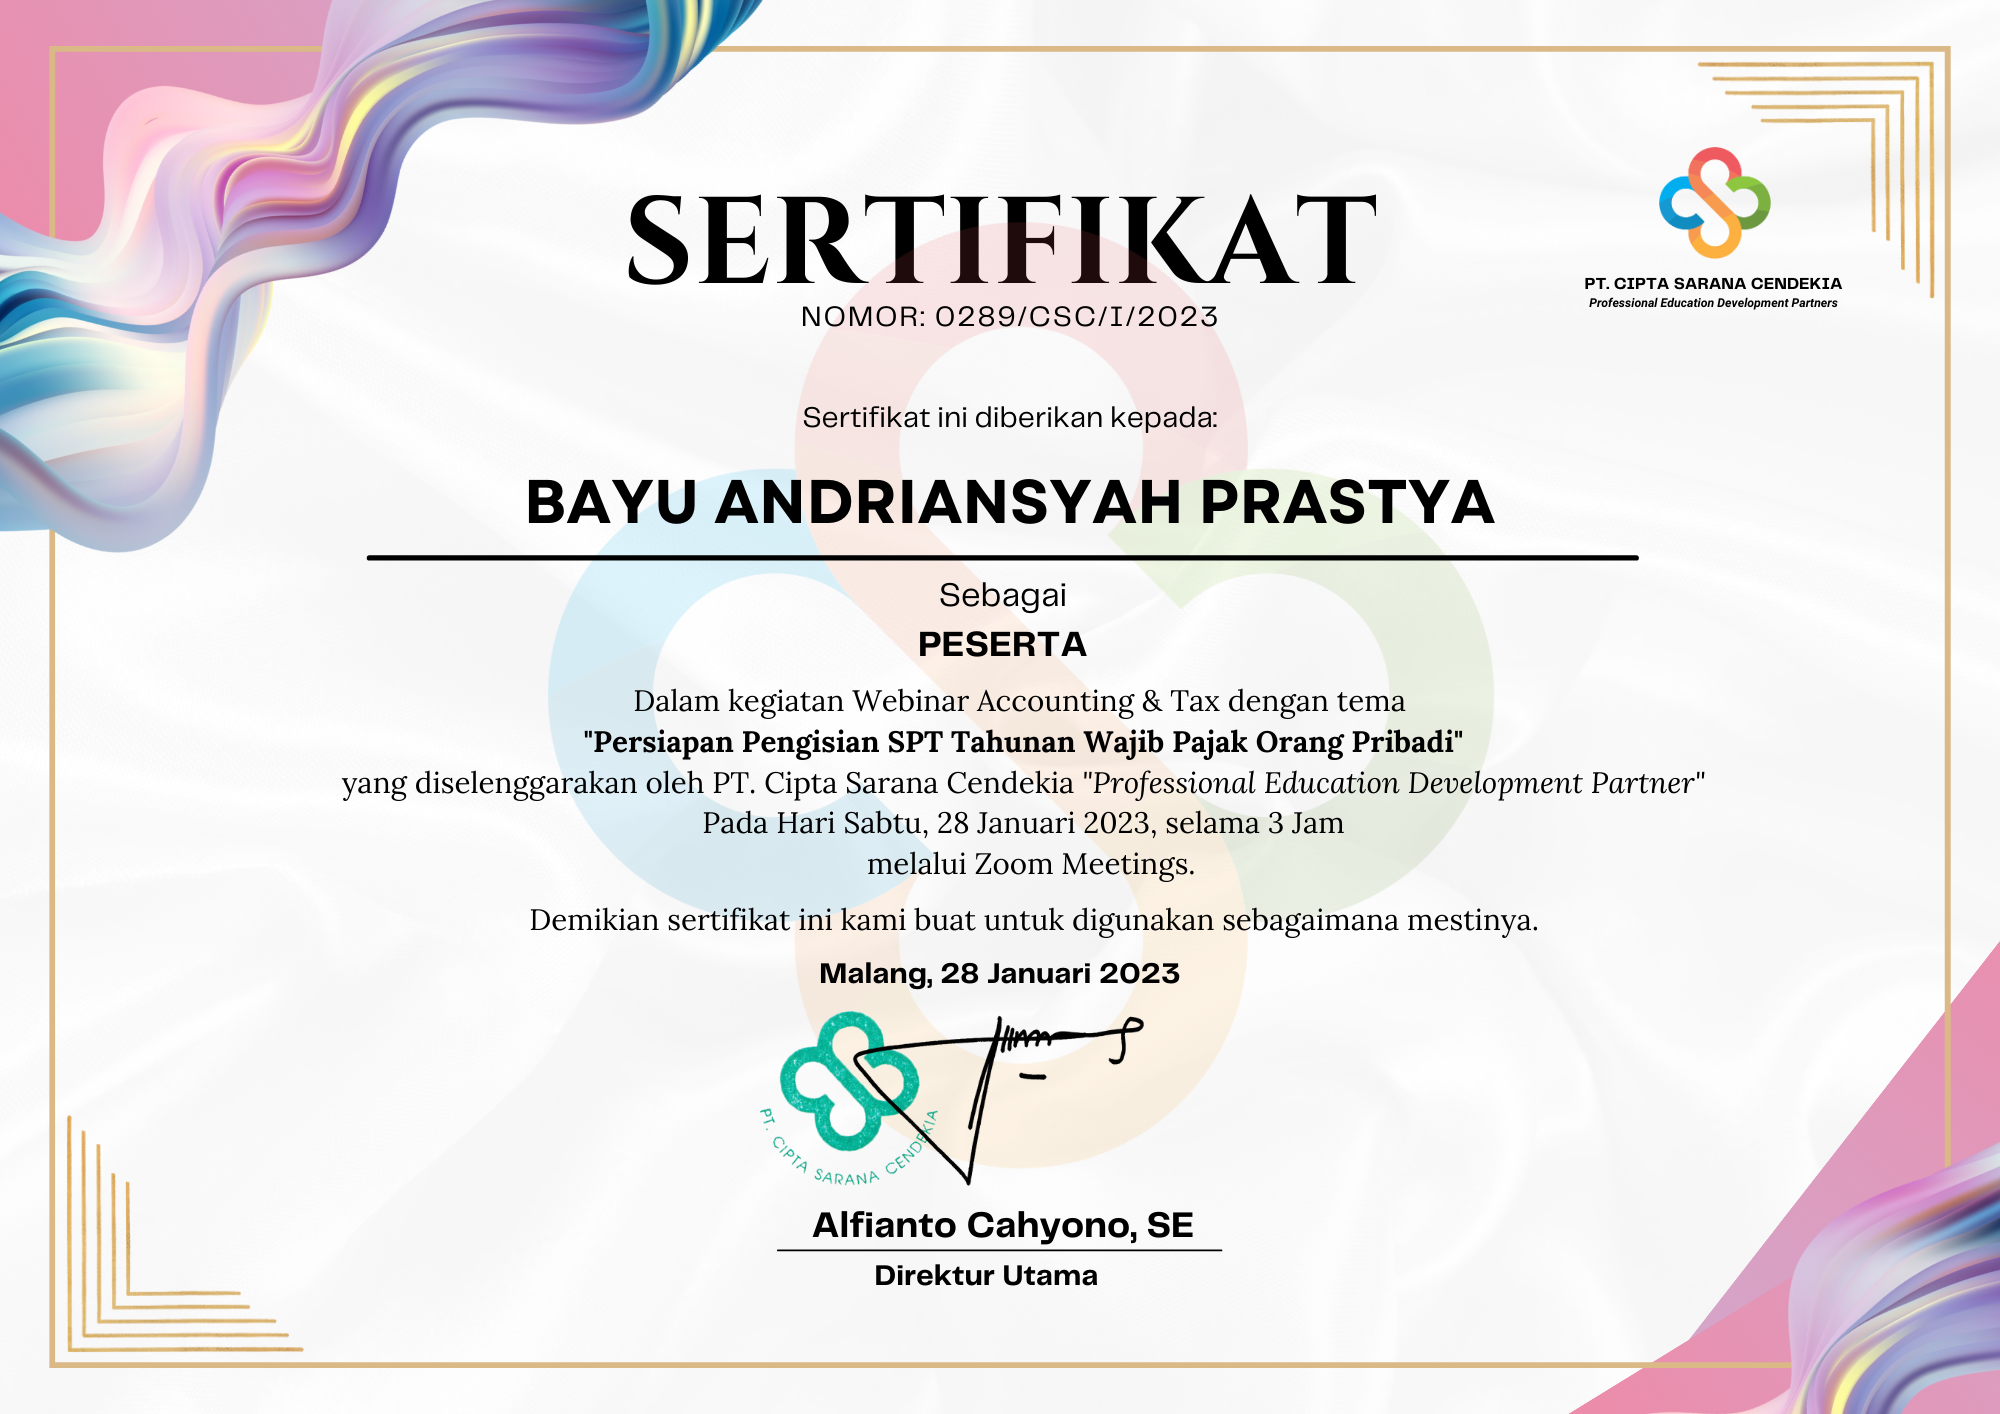 SERTIFIKAT
NOMOR: 0289/CSC/I/2023
PT. CIPTA SARANA CENDEKIA
Professional Education Development Partners
Sertifikat ini diberikan kepada:
BAYU ANDRIANSYAH PRASTYA
Sebagai
PESERTA
Dalam kegiatan Webinar Accounting & Tax dengan tema
"Persiapan Pengisian SPT Tahunan Wajib Pajak Orang Pribadi"
yang diselenggarakan oleh PT. Cipta Sarana Cendekia "Professional Education Development Partner"
Pada Hari Sabtu, 28 Januari 2023, selama 3 Jam
melalui Zoom Meetings.
Demikian sertifikat ini kami buat untuk digunakan sebagaimana mestinya.
Malang, 28 Januari 2023
PT. CIPTA SARANA CENDEKIA
Alfianto Cahyono, SE
Direktur Utama